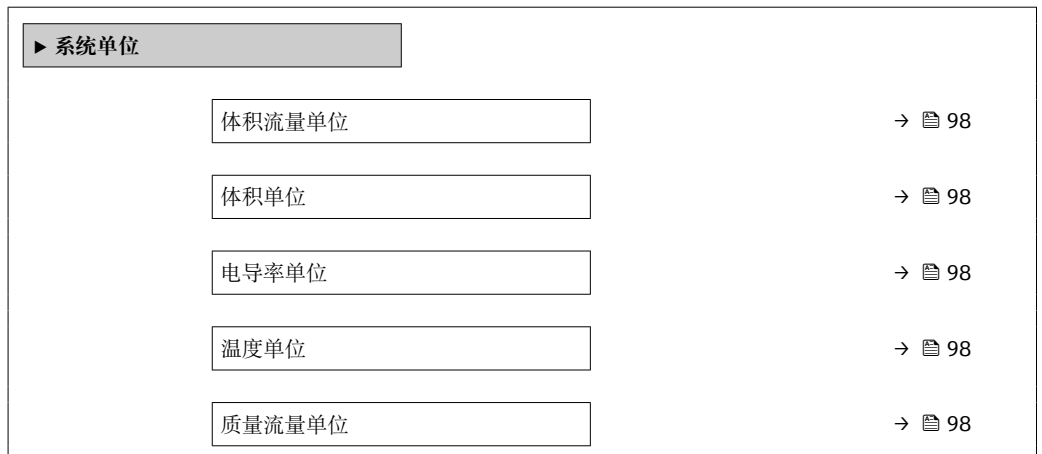 ▶ 系统单位
体积流量单位 → 98
体积单位 → 98
电导率单位 → 98
温度单位 → 98
质量流量单位 → 98